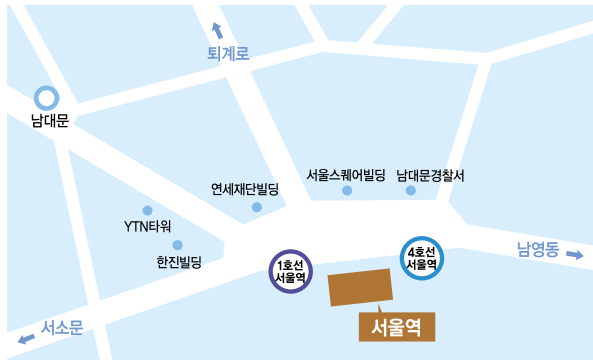 퇴계로
남대문
서울스퀘어빌딩
남대문경찰서
연세재단빌딩
YTN타워
한진빌딩
1호선
서울역
4호선
서울역
남영동
서울역
서소문